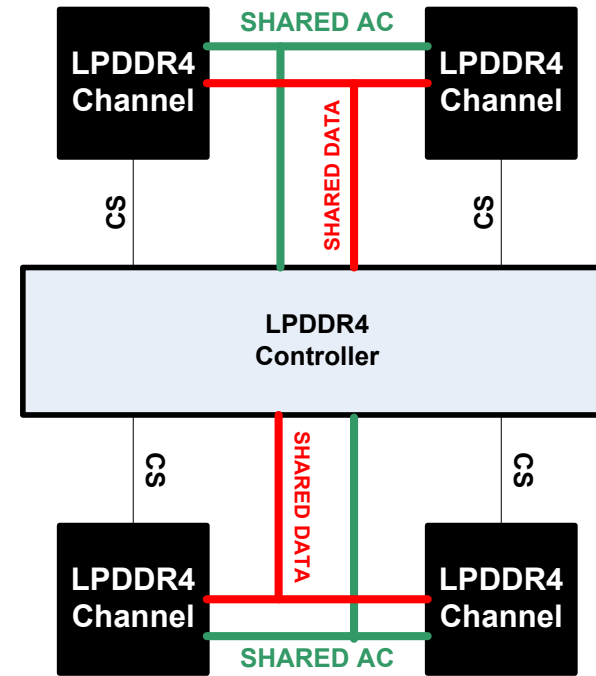 SHARED AC
LPDDR4
Channel
LPDDR4
Channel
SHARED DATA
CS
CS
LPDDR4
Controller
CS
SHARED DATA
CS
LPDDR4
Channel
LPDDR4
Channel
SHARED AC